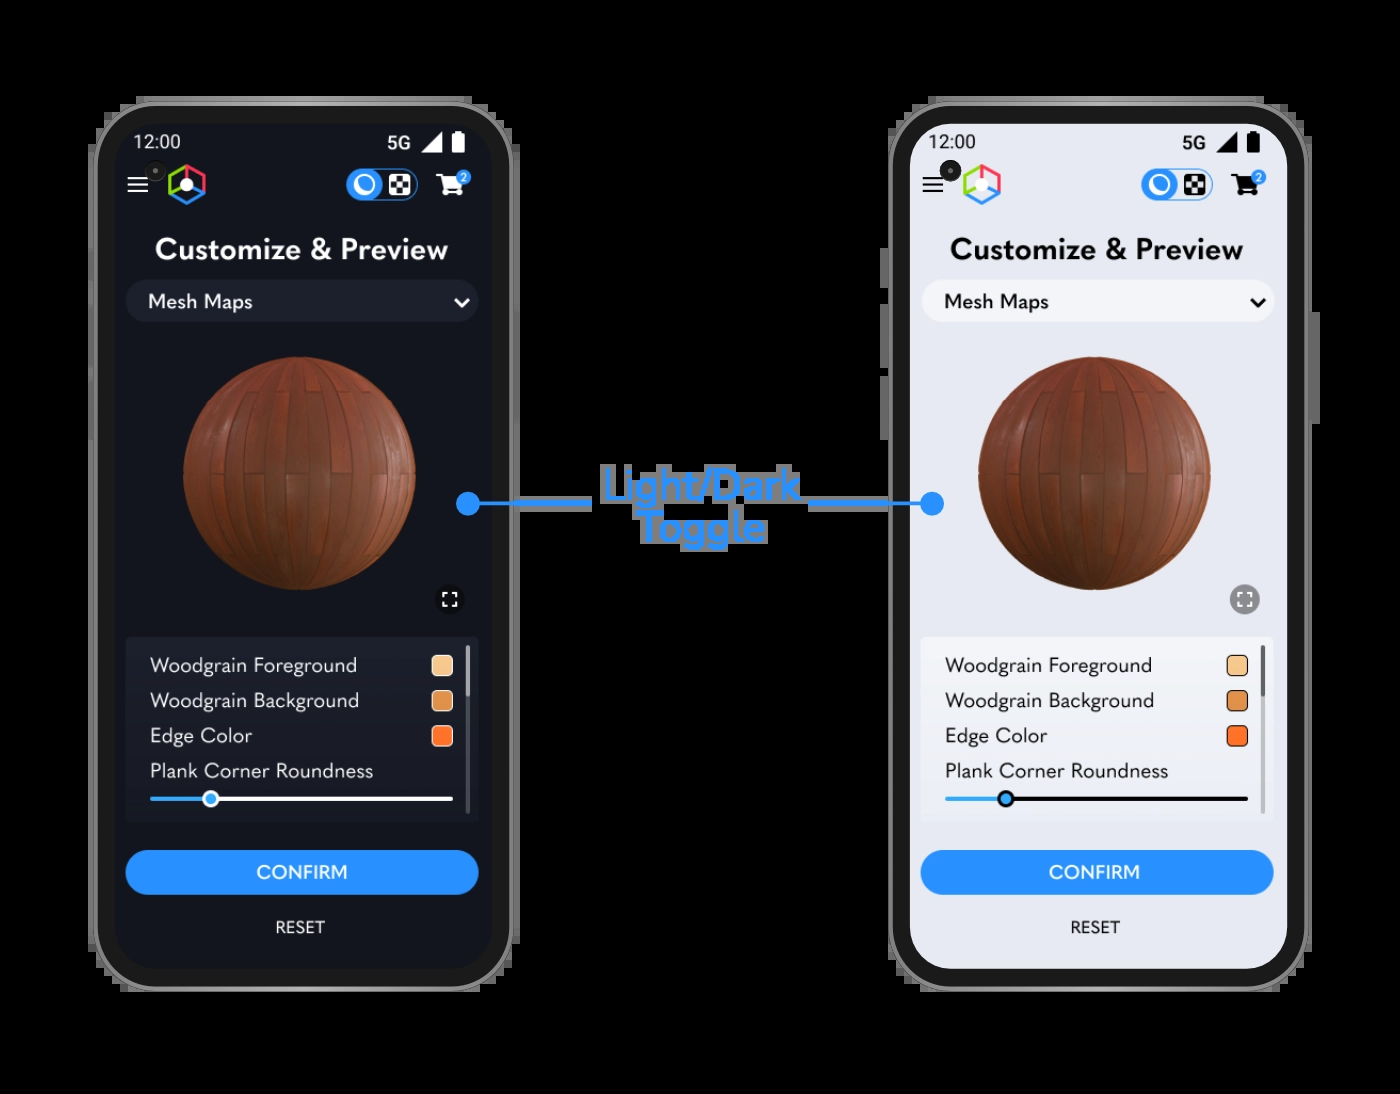 12:00
5G
2
Customize & Preview
Mesh Maps
Woodgrain Foreground
Woodgrain Background
Edge Color
Plank Corner Roundness
CONFIRM
RESET
Light/Dark
Toggle
12:00
5G
2
Customize & Preview
Mesh Maps
Woodgrain Foreground
Woodgrain Background
Edge Color
Plank Corner Roundness
CONFIRM
RESET